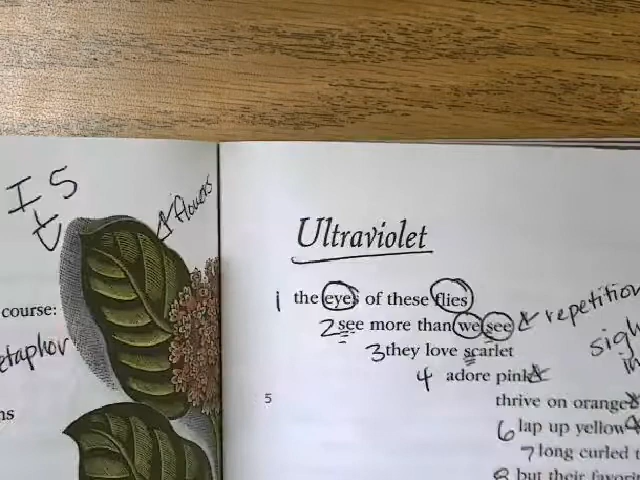 IS
flowers
course:
etaphor
ns
Ultraviolet
1 the eyes of these flies
2 see more than we see repetition
3 they love scarlet
4 adore pink
5
thrive on orange
6 lap up yellow
7 long curled t
8 but their favori